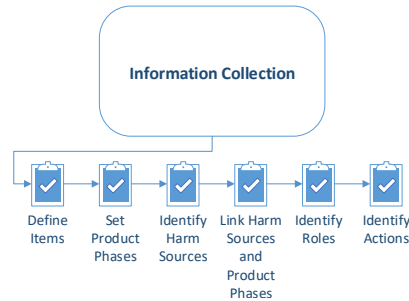 Information Collection
Define
Items
Set
Product
Phases
Identify
Harm
Sources
Link Harm
Sources
and
Product
Phases
Identify
Roles
Identify
Actions